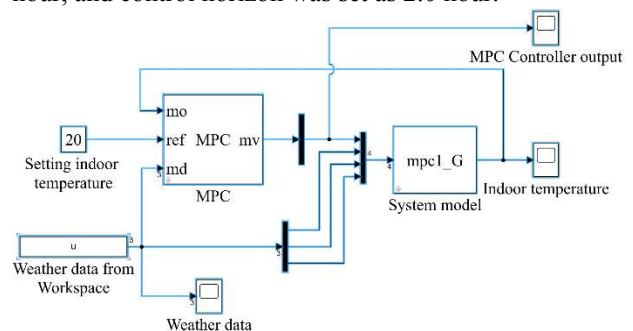 hour, and control horizon was set as 2.0 hour.
MPC Controller output
mo
20
ref
MPC
mv
md
3
Setting indoor
temperature
MPC
4
4
mpc1_G
System model
Indoor temperature
u
3
3
Weather data from
Workspace
3
Weather data